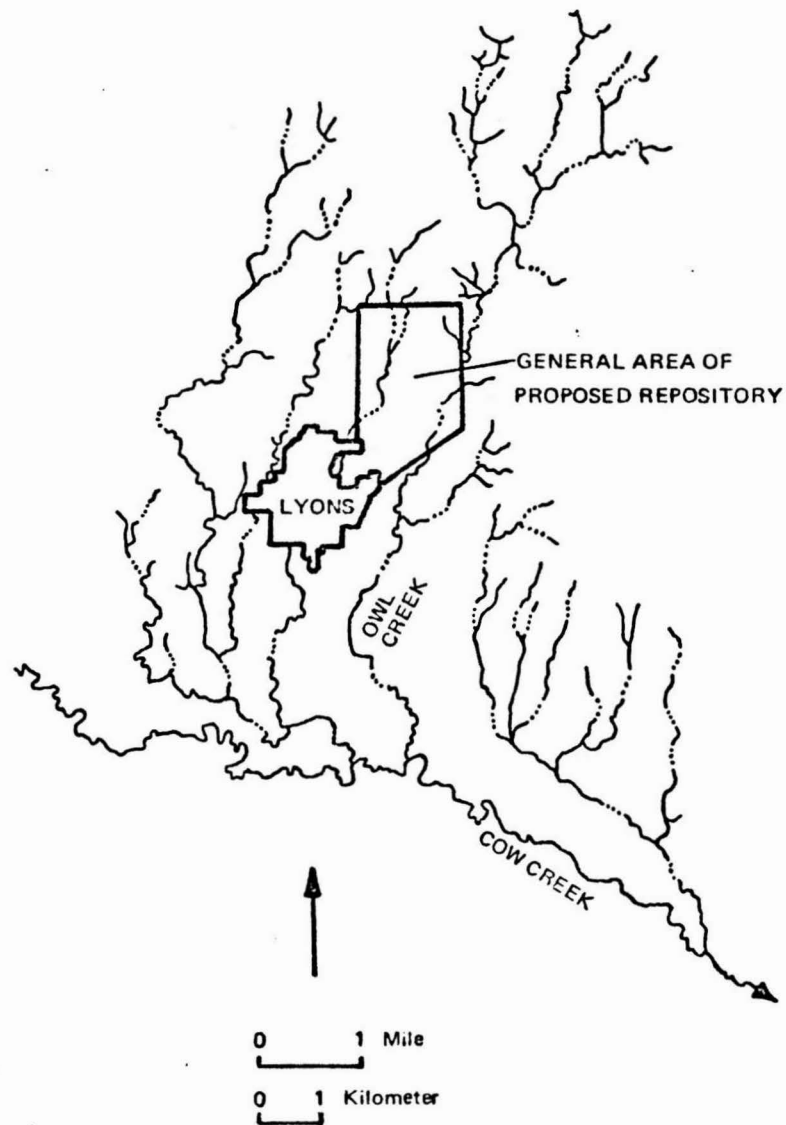 GENERAL AREA OF
PROPOSED REPOSITORY
LYONS
OWL
CREEK
COW CREEK
0 1 Mile
0 1 Kilometer